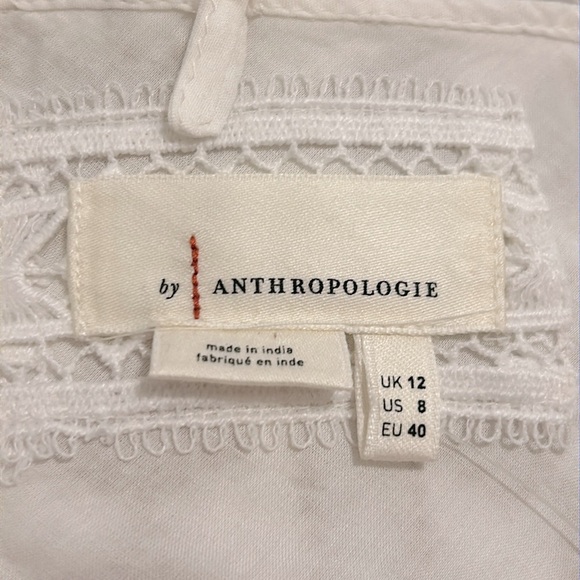 by ANTHROPOLOGIE
made in india
fabriqué en inde
UK 12
US 8
EU 40